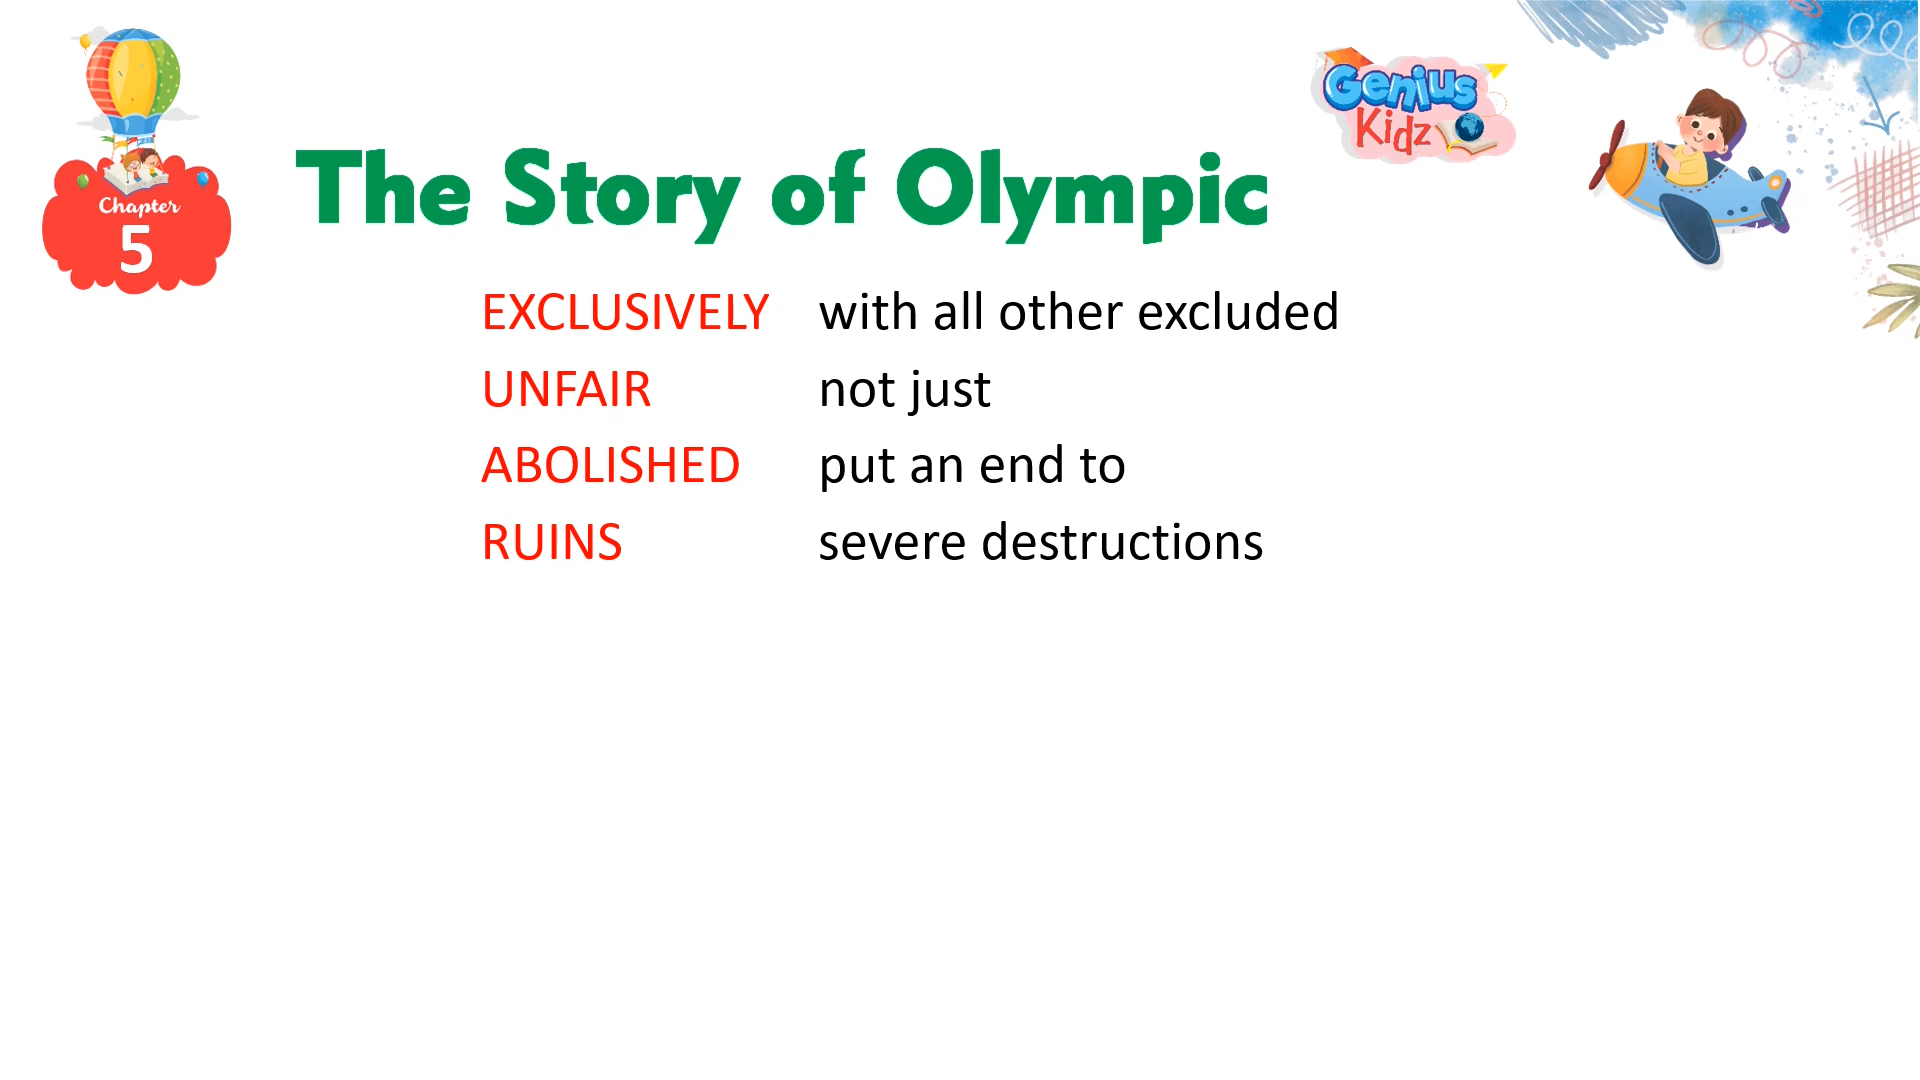 Chapter
5
Genius
Kidz
The Story of Olympic
EXCLUSIVELY with all other excluded
UNFAIR not just
ABOLISHED put an end to
RUINS severe destructions